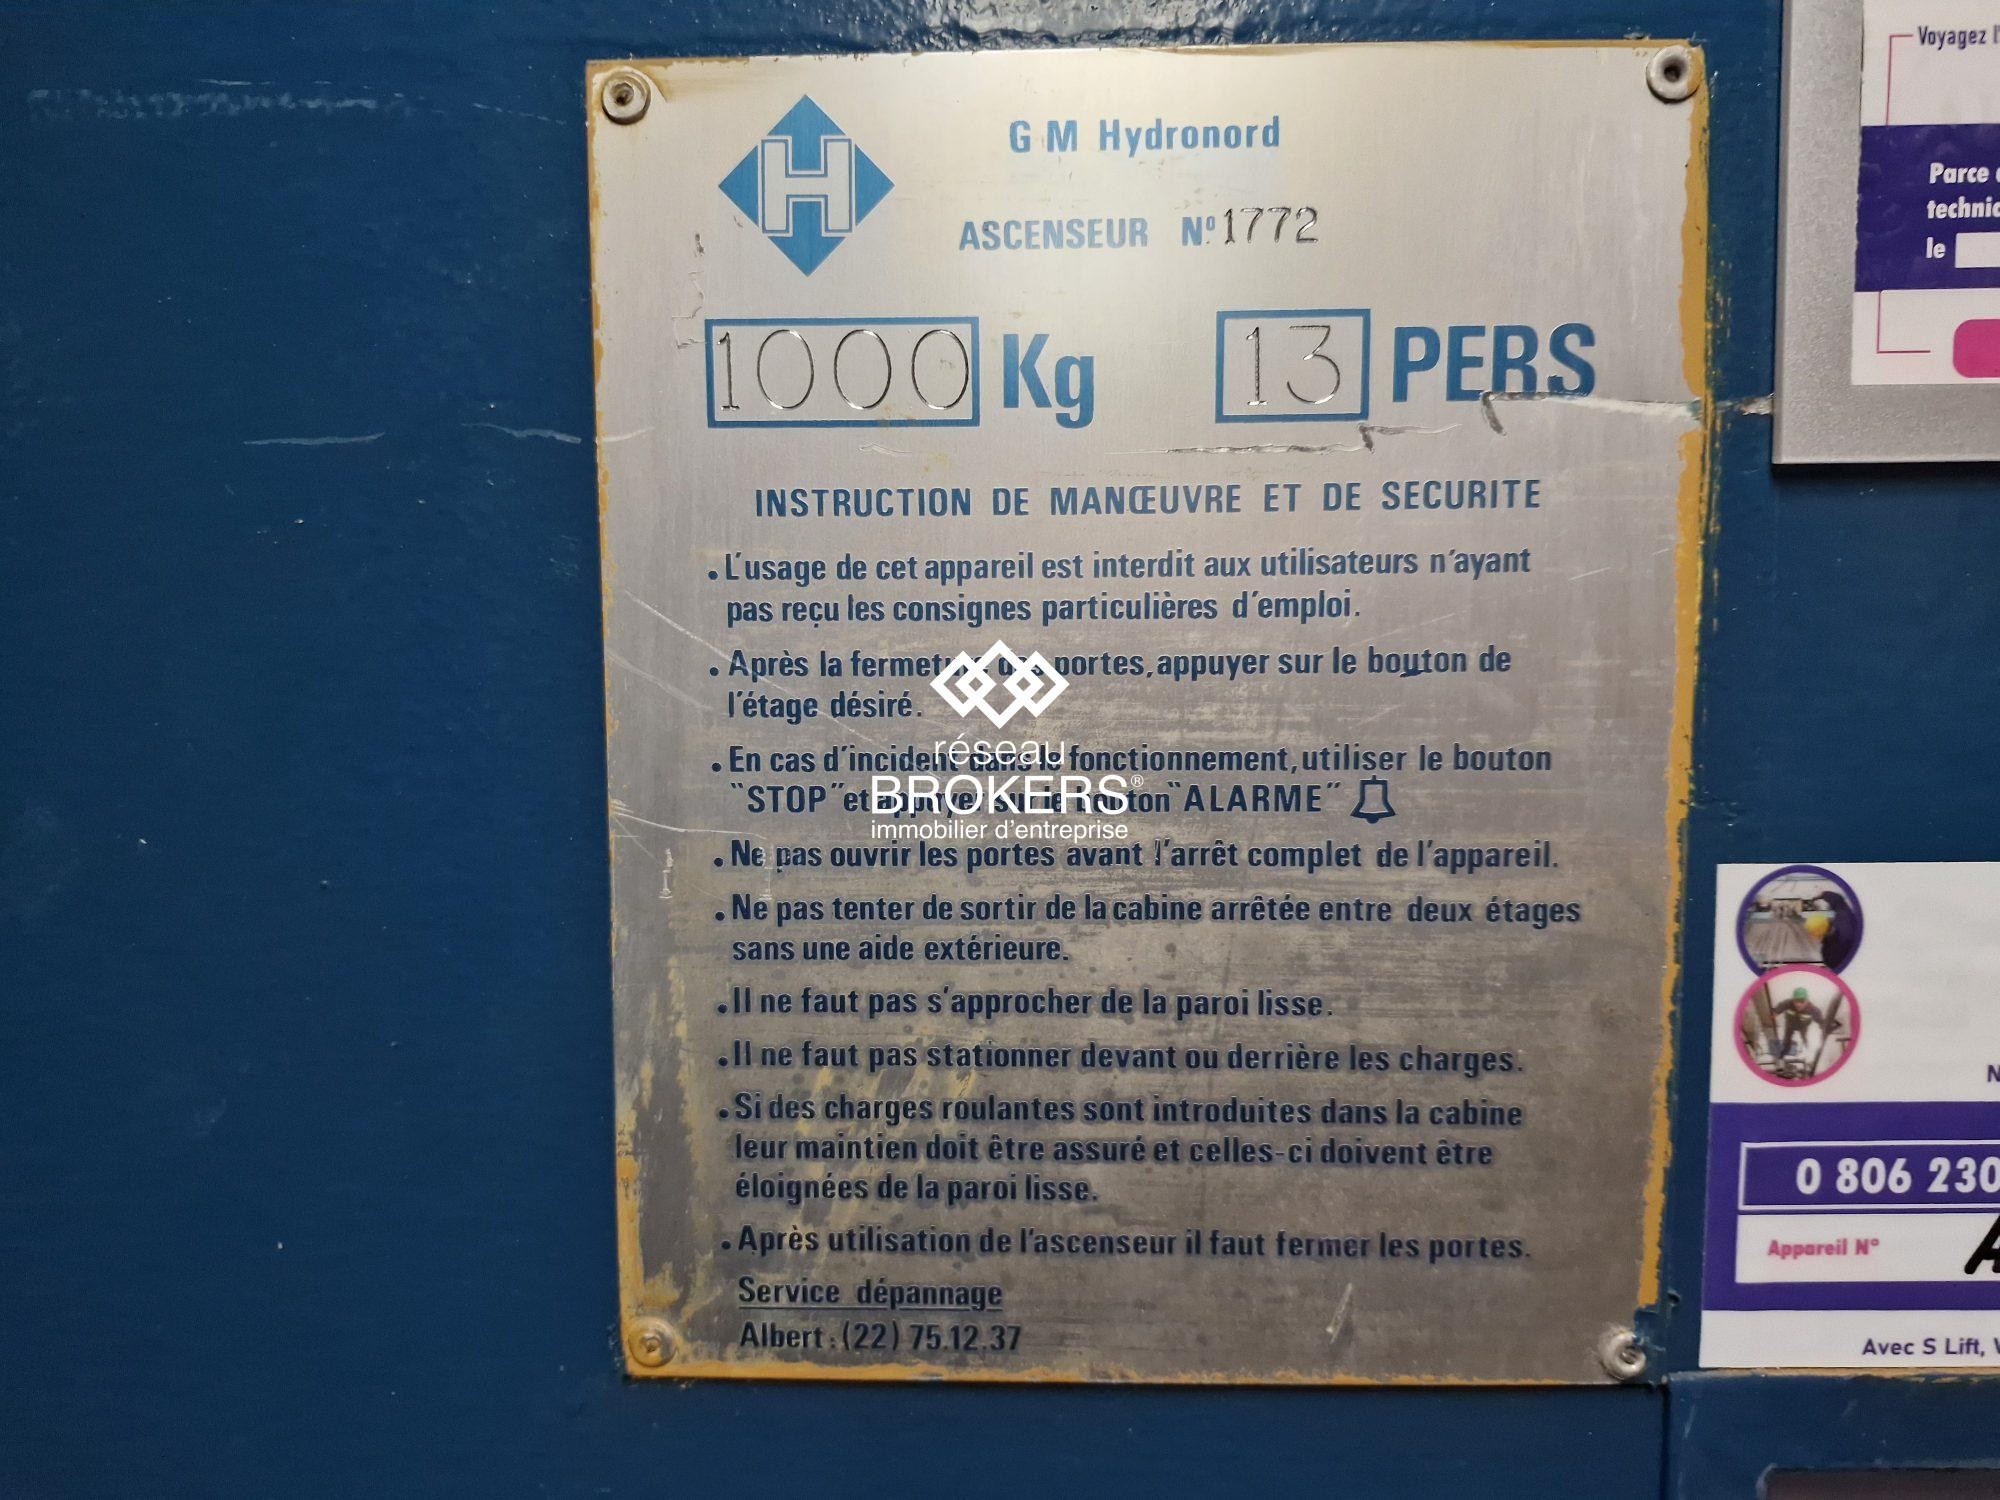 H
G M Hydronord
ASCENSEUR Nº 1772
1000 Kg 13 PERS
INSTRUCTION DE MANŒUVRE ET DE SECURITE
• L'usage de cet appareil est interdit aux utilisateurs n'ayant
pas reçu les consignes particulières d'emploi.
• Après la fermeture des portes, appuyer sur le bouton de
l'étage désiré.
• En cas d'incident dans le fonctionnement, utiliser le bouton
"STOP" et appuyer sur le bouton "ALARME"
• Ne pas ouvrir les portes avant l'arrêt complet de l'appareil.
• Ne pas tenter de sortir de la cabine arrêtée entre deux étages
sans une aide extérieure.
• Il ne faut pas s'approcher de la paroi lisse.
• Il ne faut pas stationner devant ou derrière les charges.
• Si des charges roulantes sont introduites dans la cabine
leur maintien doit être assuré et celles-ci doivent être
éloignées de la paroi lisse.
• Après utilisation de l'ascenseur il faut fermer les portes.
Service dépannage
Albert : (22) 75.12.37
réseau
BROKERS®
immobilier d'entreprise
Voyagez
Parce
le
0 806 230
Appareil N°
Avec S Lift,